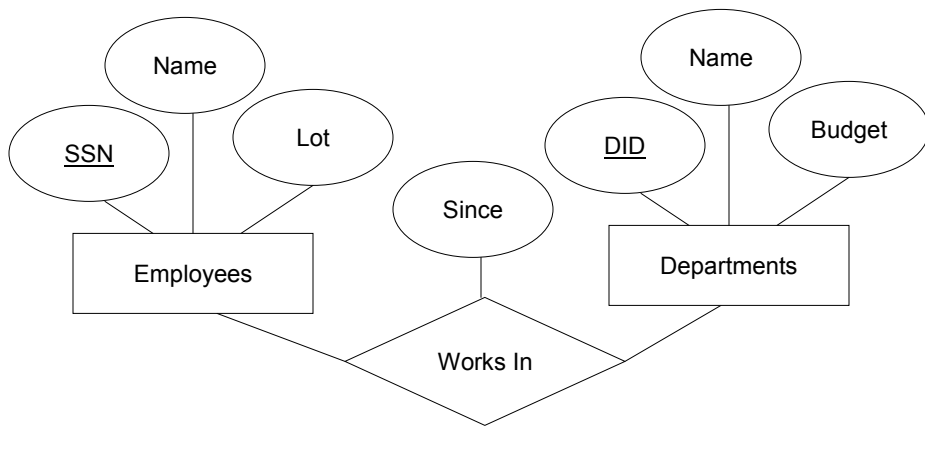 Name
SSN
Lot
Employees
Since
Name
DID
Budget
Departments
Works In